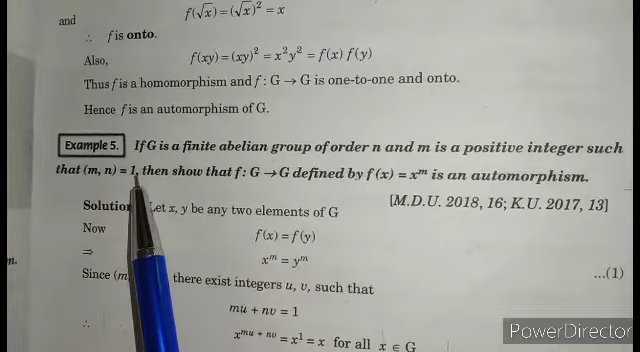 and f(√x) = (√x)² = x
∴ f is onto.
Also, f(xy) = (xy)² = x²y² = f(x) f(y)
Thus f is a homomorphism and f : G → G is one-to-one and onto.
Hence f is an automorphism of G.
Example 5. If G is a finite abelian group of order n and m is a positive integer such
that (m, n) = 1, then show that f : G → G defined by f (x) = xᵐ is an automorphism.
[M.D.U. 2018, 16; K.U. 2017, 13]
Solution Let x, y be any two elements of G
Now f(x) = f(y)
⇒ xᵐ = yᵐ ...(1)
n.
Since (m, there exist integers u, v, such that
mu + nv = 1
∴ xᵐᵘ ⁺ ⁿᵛ = x¹ = x for all x ∈ G
PowerDirector